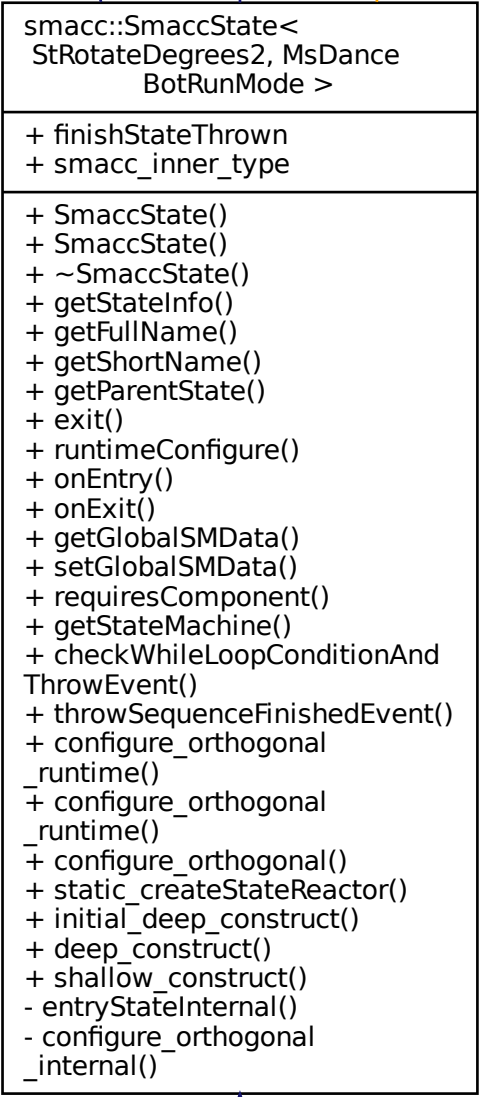 smacc::SmaccState<
StRotateDegrees2, MsDance
BotRunMode >
+ finishStateThrown
+ smacc_inner_type
+ SmaccState()
+ SmaccState()
+ ~SmaccState()
+ getStateInfo()
+ getFullName()
+ getShortName()
+ getParentState()
+ exit()
+ runtimeConfigure()
+ onEntry()
+ onExit()
+ getGlobalSMData()
+ setGlobalSMData()
+ requiresComponent()
+ getStateMachine()
+ checkWhileLoopConditionAnd
ThrowEvent()
+ throwSequenceFinishedEvent()
+ configure_orthogonal
_runtime()
+ configure_orthogonal
_runtime()
+ configure_orthogonal()
+ static_createStateReactor()
+ initial_deep_construct()
+ deep_construct()
+ shallow_construct()
- entryStateInternal()
- configure_orthogonal
_internal()